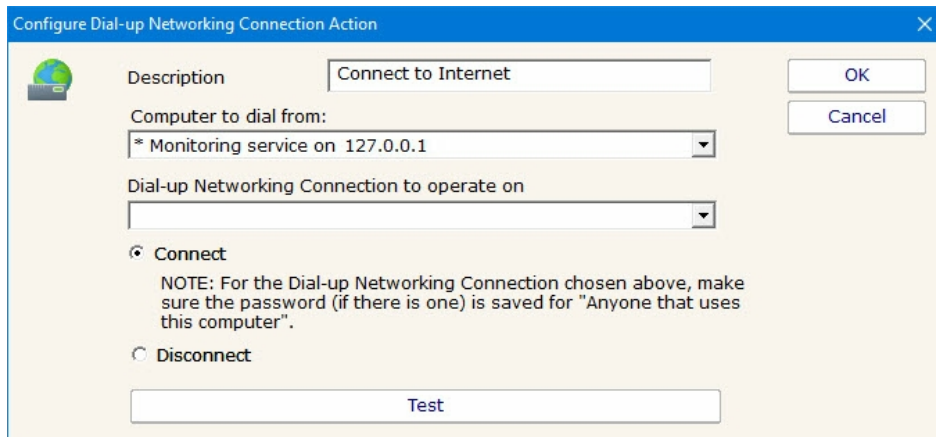 Configure Dial-up Networking Connection Action
Description
Connect to Internet
OK
Computer to dial from:
Cancel
* Monitoring service on 127.0.0.1
Dial-up Networking Connection to operate on
Connect
NOTE: For the Dial-up Networking Connection chosen above, make
sure the password (if there is one) is saved for "Anyone that uses
this computer".
Disconnect
Test